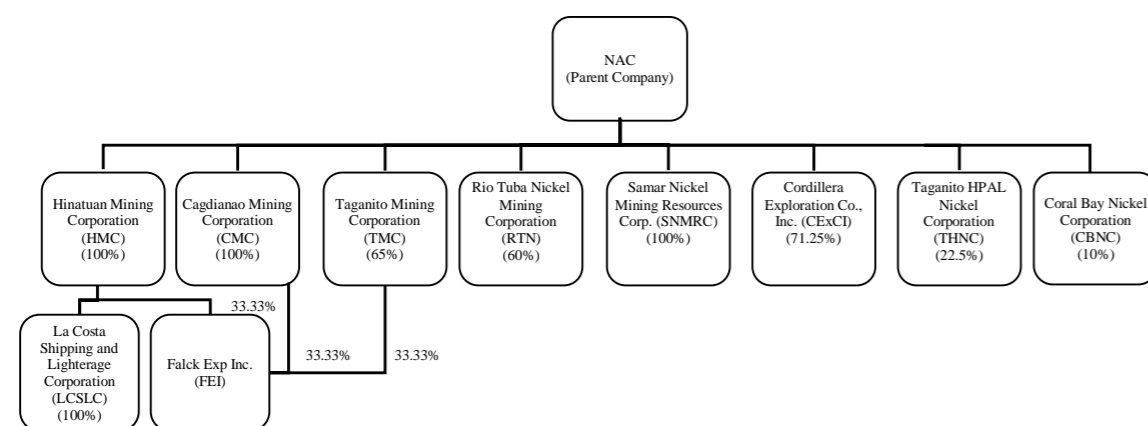 NAC
(Parent Company)
Hinatuan Mining
Corporation
(HMC)
(100%)
Cagdianao Mining
Corporation
(CMC)
(100%)
Taganito Mining
Corporation
(TMC)
(65%)
Rio Tuba Nickel
Mining
Corporation
(RTN)
(60%)
Samar Nickel
Mining Resources
Corp. (SNMRC)
(100%)
Cordillera
Exploration Co.,
Inc. (CExCI)
(71.25%)
Taganito HPAL
Nickel
Corporation
(THNC)
(22.5%)
Coral Bay Nickel
Corporation
(CBNC)
(10%)
33.33%
33.33%
33.33%
La Costa
Shipping and
Lighterage
Corporation
(LCSLC)
(100%)
Falck Exp Inc.
(FEI)